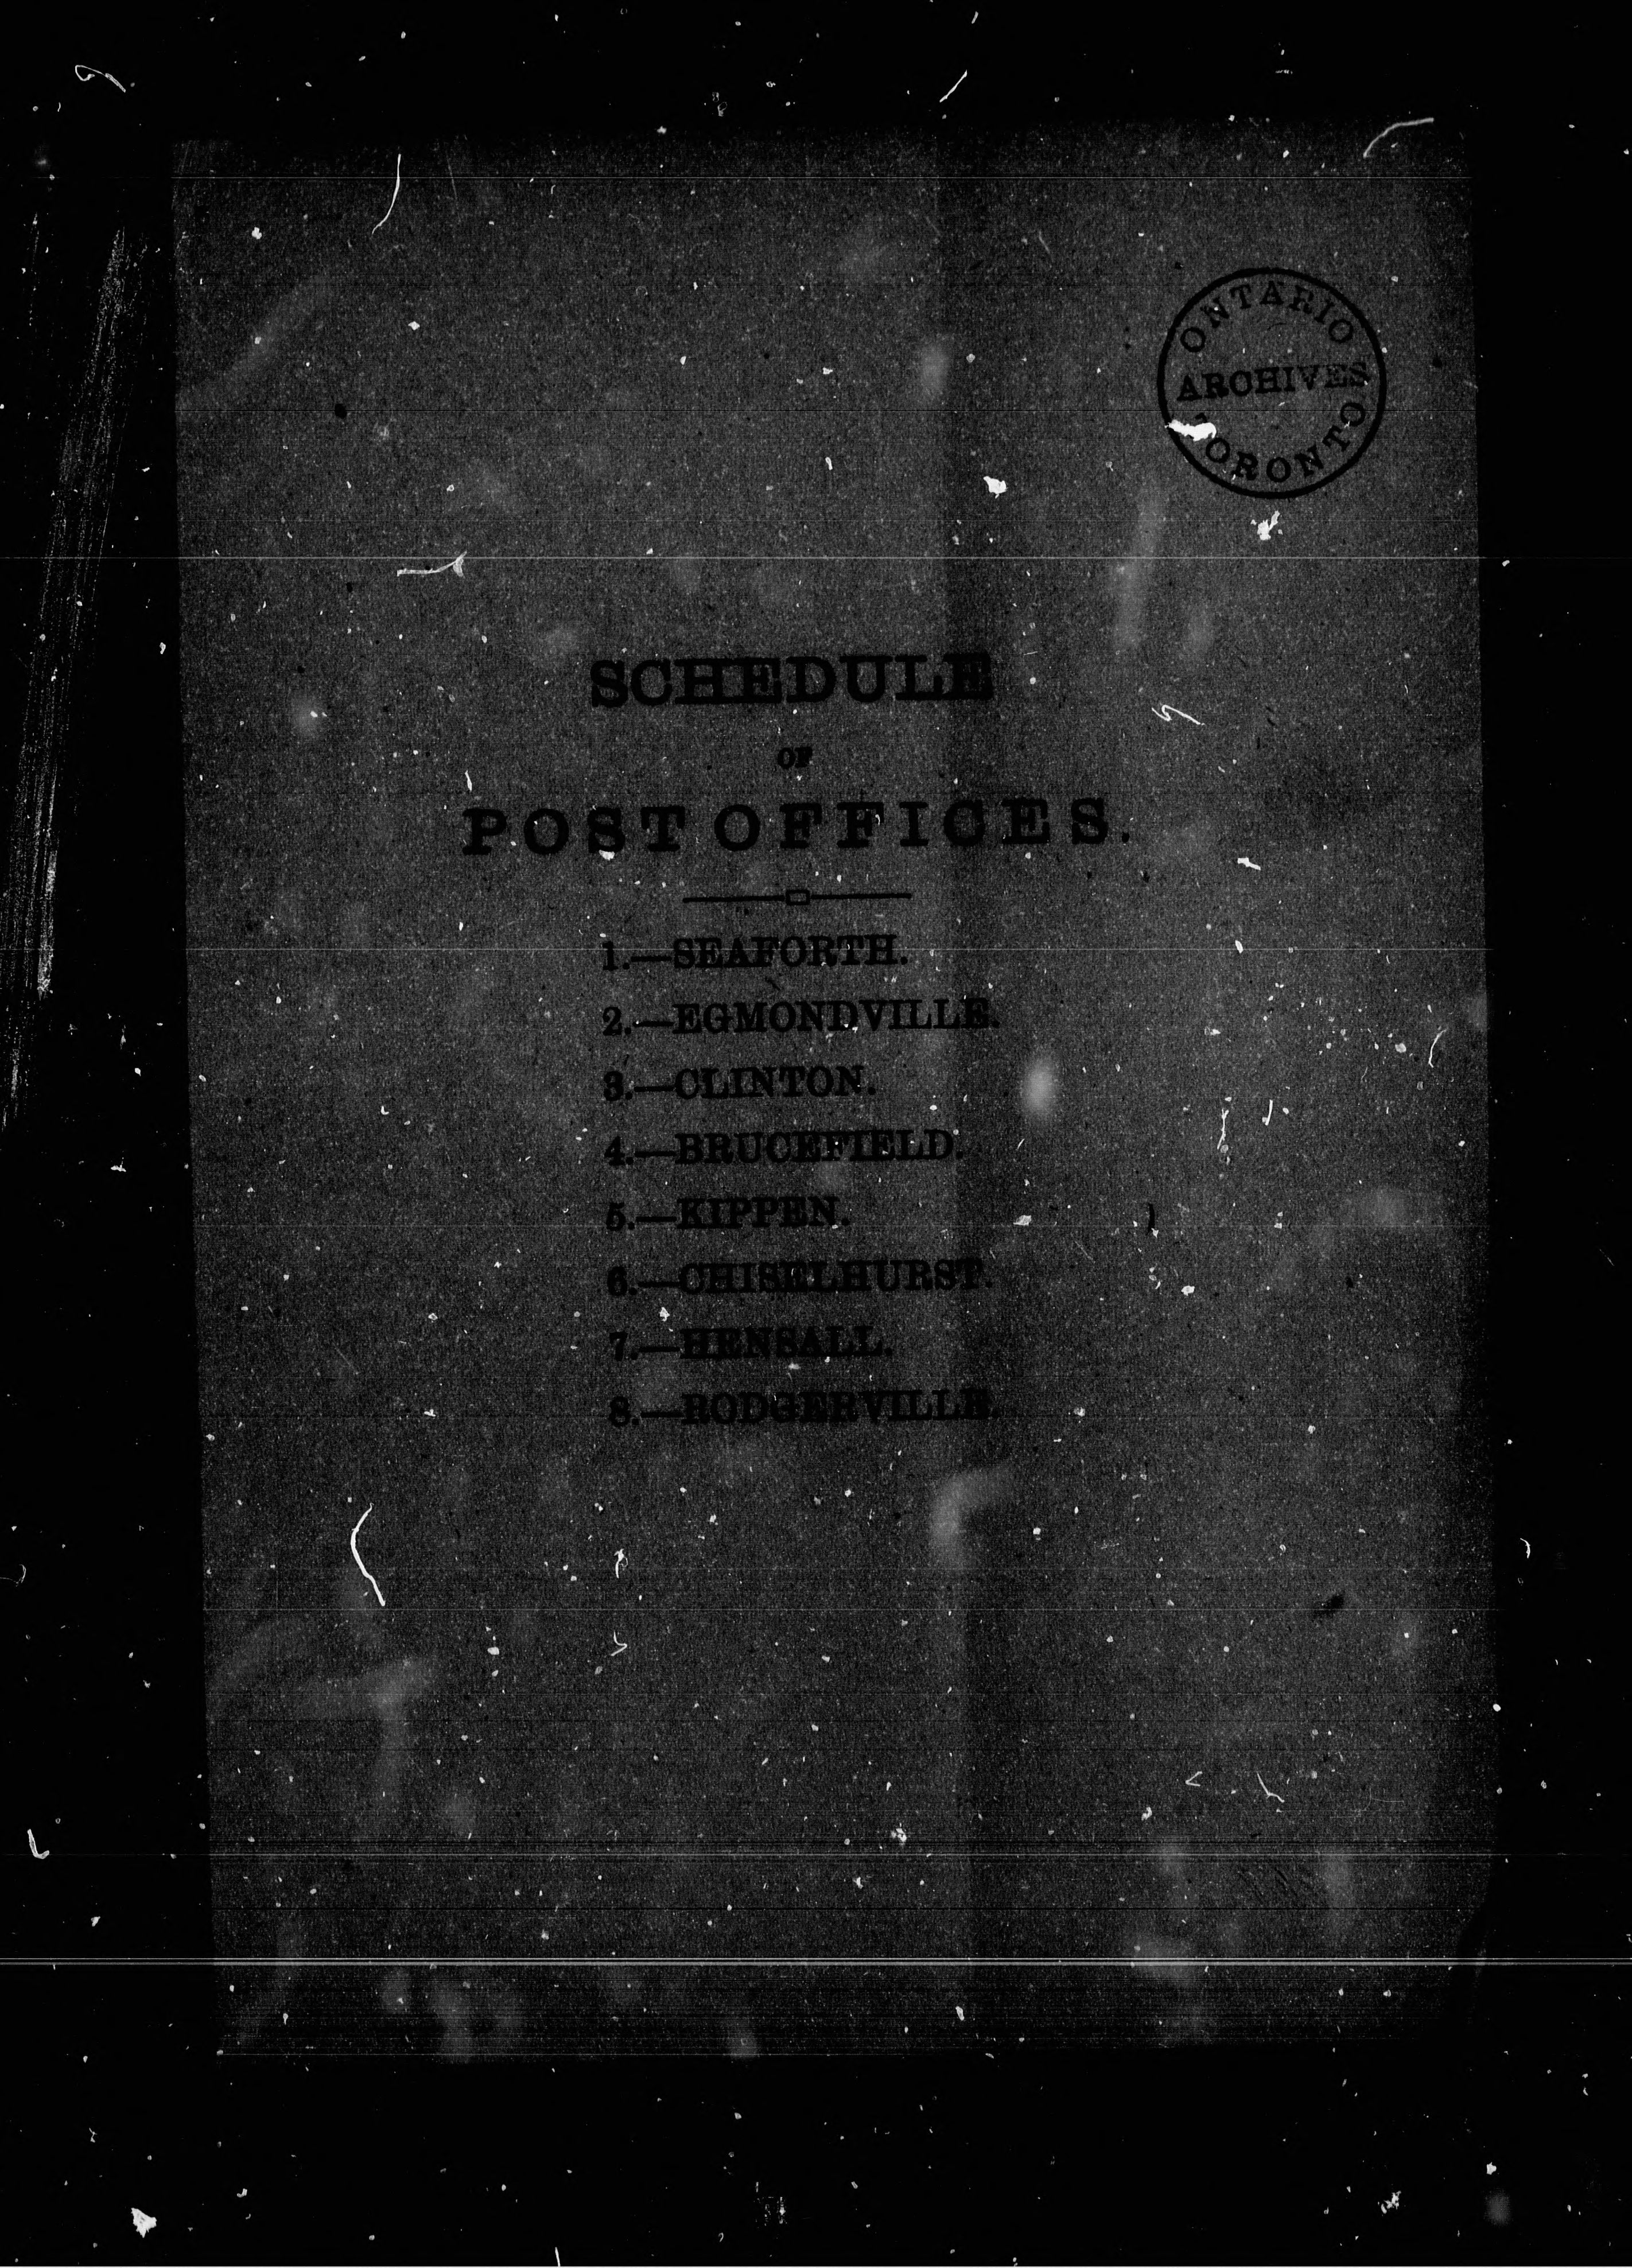 ONTARIO
ARCHIVES
TORONTO
SCHEDULE
OF
POST OFFICES.
1.—SEAFORTH.
2.—EGMONDVILLE.
3.—CLINTON.
4.—BRUCEFIELD.
5.—KIPPEN.
6.—CHISELHURST.
7.—HENSALL.
8.—RODGERVILLE.